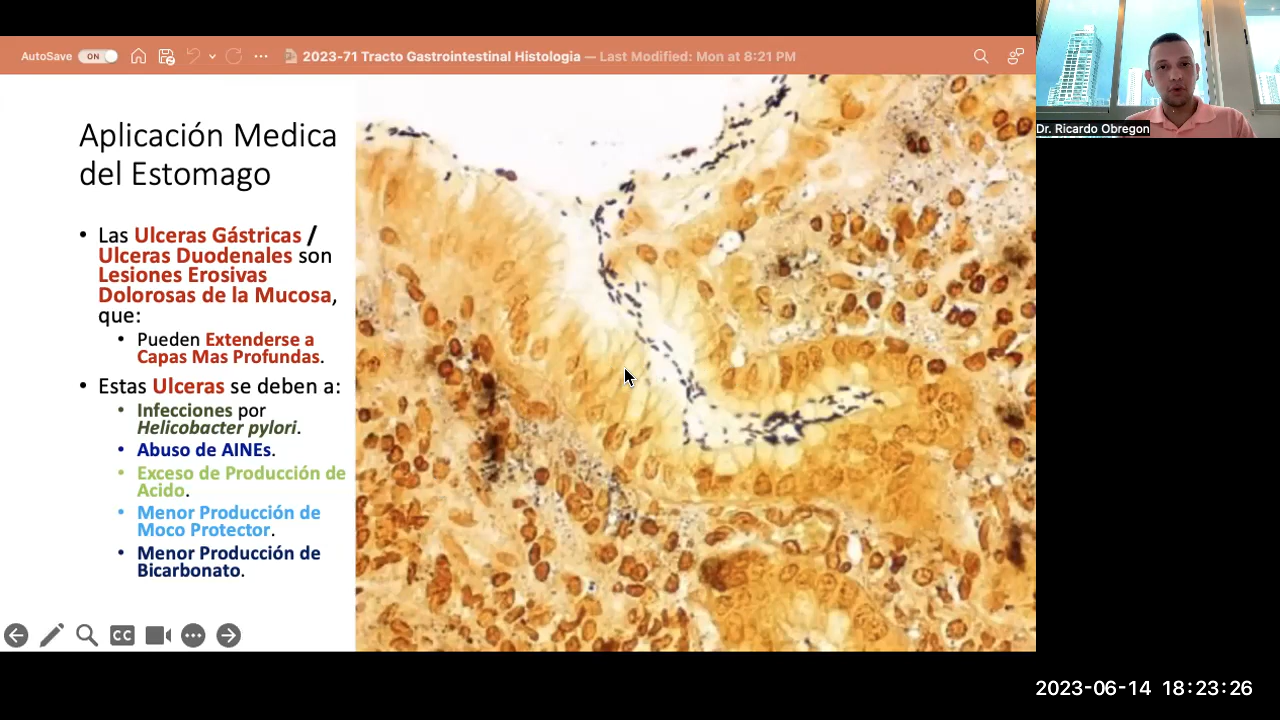 AutoSave ON 2023-71 Tracto Gastrointestinal Histologia — Last Modified: Mon at 8:21 PM
Dr. Ricardo Obregon
Aplicación Medica
del Estomago
• Las Ulceras Gástricas /
Ulceras Duodenales son
Lesiones Erosivas
Dolorosas de la Mucosa,
que:
• Pueden Extenderse a
Capas Mas Profundas.
• Estas Ulceras se deben a:
• Infecciones por
Helicobacter pylori.
• Abuso de AINEs.
• Exceso de Producción de
Acido.
• Menor Producción de
Moco Protector.
• Menor Producción de
Bicarbonato.
CC
2023-06-14 18:23:26